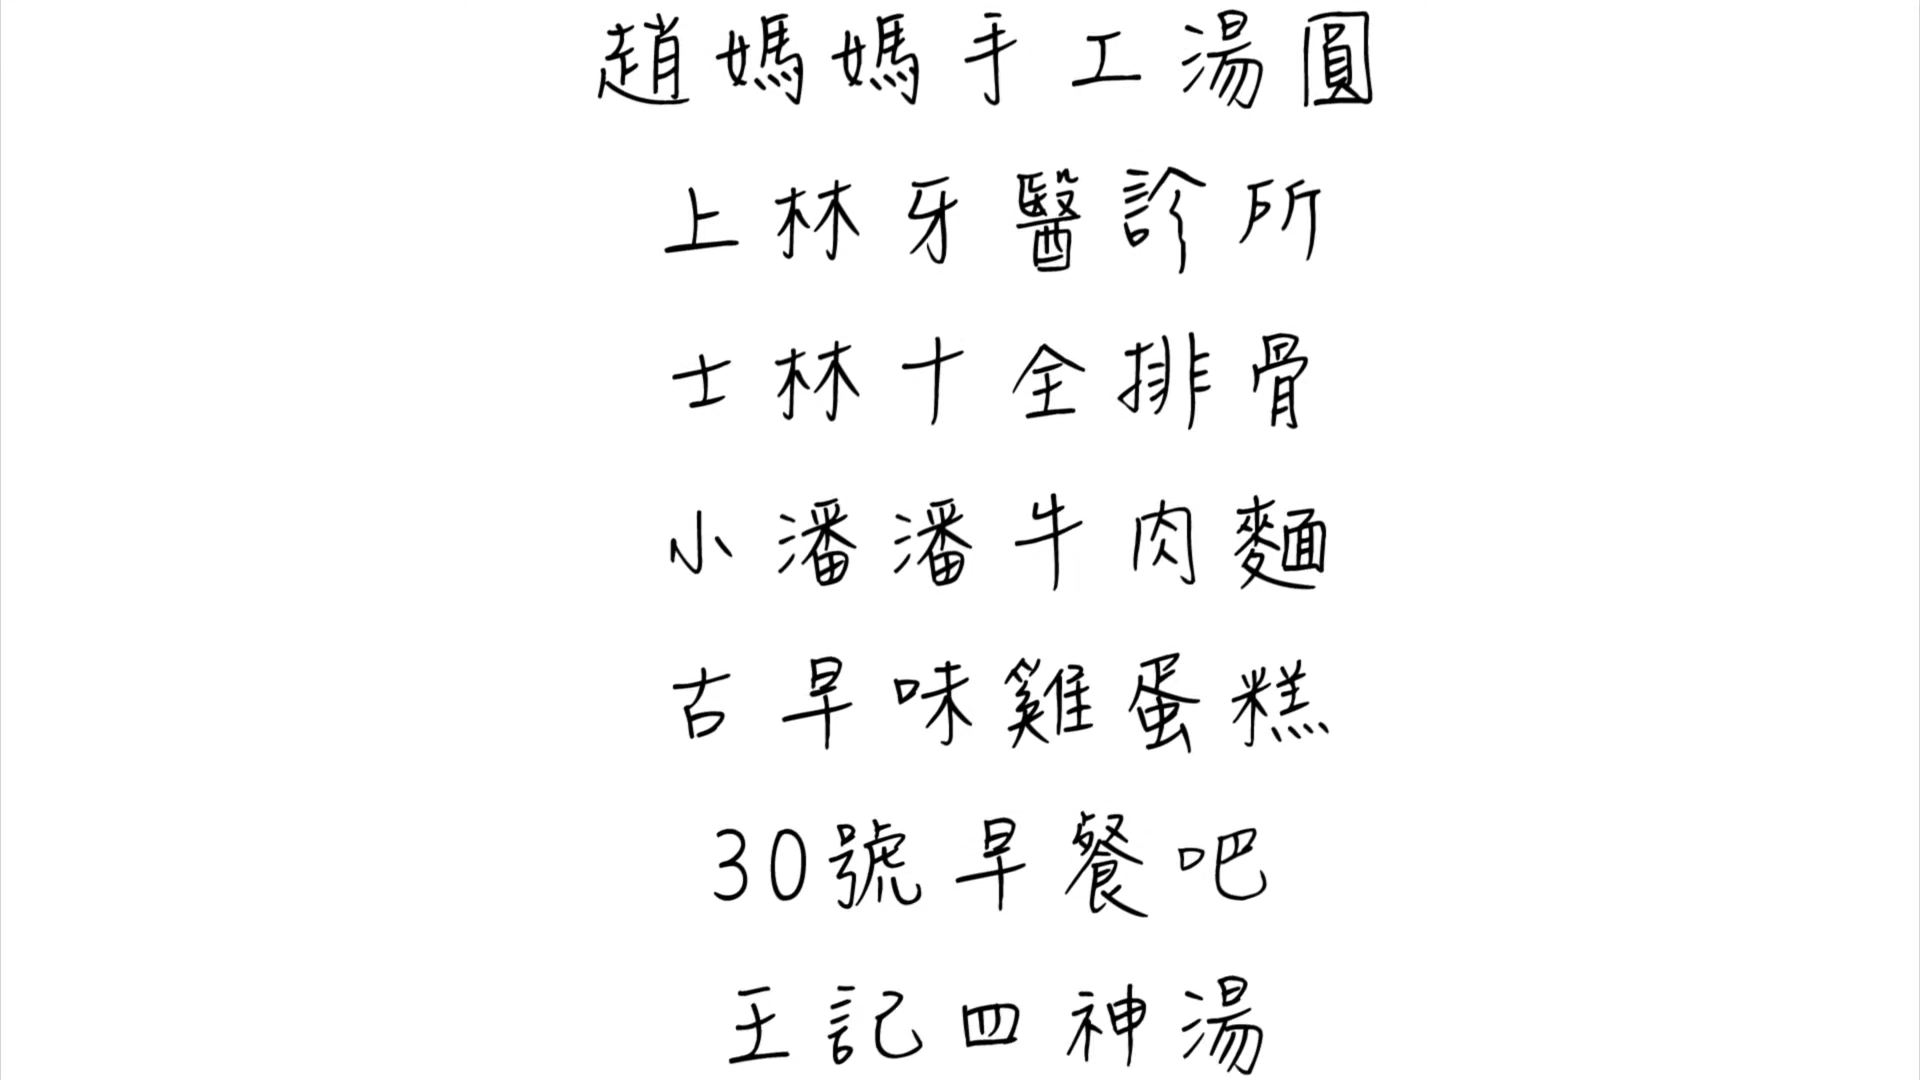 趙媽媽手工湯圓
上林牙醫診所
士林十全排骨
小潘潘牛肉麵
古早味雞蛋糕
30號早餐吧
王記四神湯